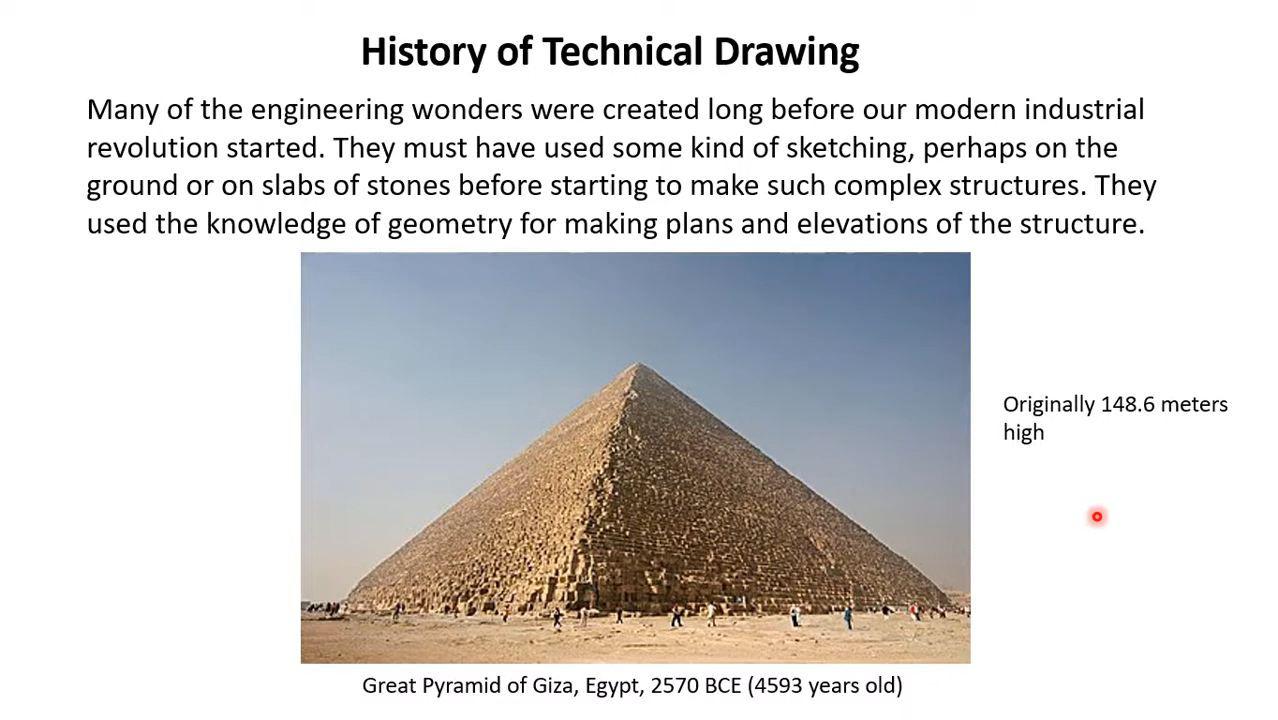 History of Technical Drawing
Many of the engineering wonders were created long before our modern industrial
revolution started. They must have used some kind of sketching, perhaps on the
ground or on slabs of stones before starting to make such complex structures. They
used the knowledge of geometry for making plans and elevations of the structure.
Originally 148.6 meters
high
Great Pyramid of Giza, Egypt, 2570 BCE (4593 years old)